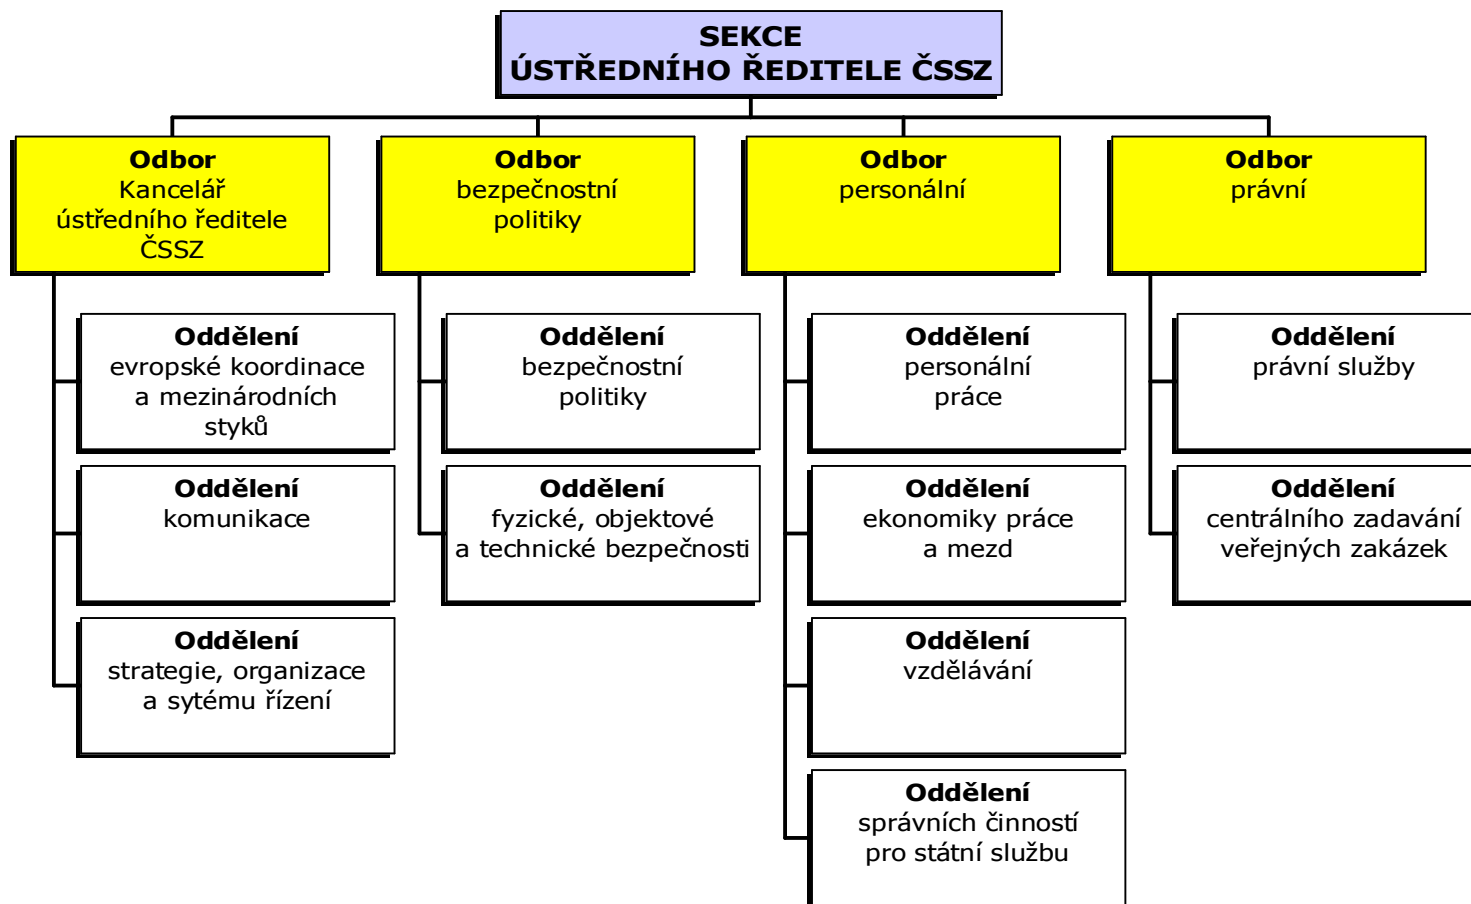 SEKCE
ÚSTŘEDNÍHO ŘEDITELE ČSSZ
Odbor
Kancelář
ústředního ředitele
ČSSZ
Oddělení
evropské koordinace
a mezinárodních
styků
Oddělení
komunikace
Oddělení
strategie, organizace
a sytému řízení
Odbor
bezpečnostní
politiky
Oddělení
bezpečnostní
politiky
Oddělení
fyzické, objektové
a technické bezpečnosti
Odbor
personální
Oddělení
personální
práce
Oddělení
ekonomiky práce
a mezd
Oddělení
vzdělávání
Oddělení
správních činností
pro státní službu
Odbor
právní
Oddělení
právní služby
Oddělení
centrálního zadavání
veřejných zakázek